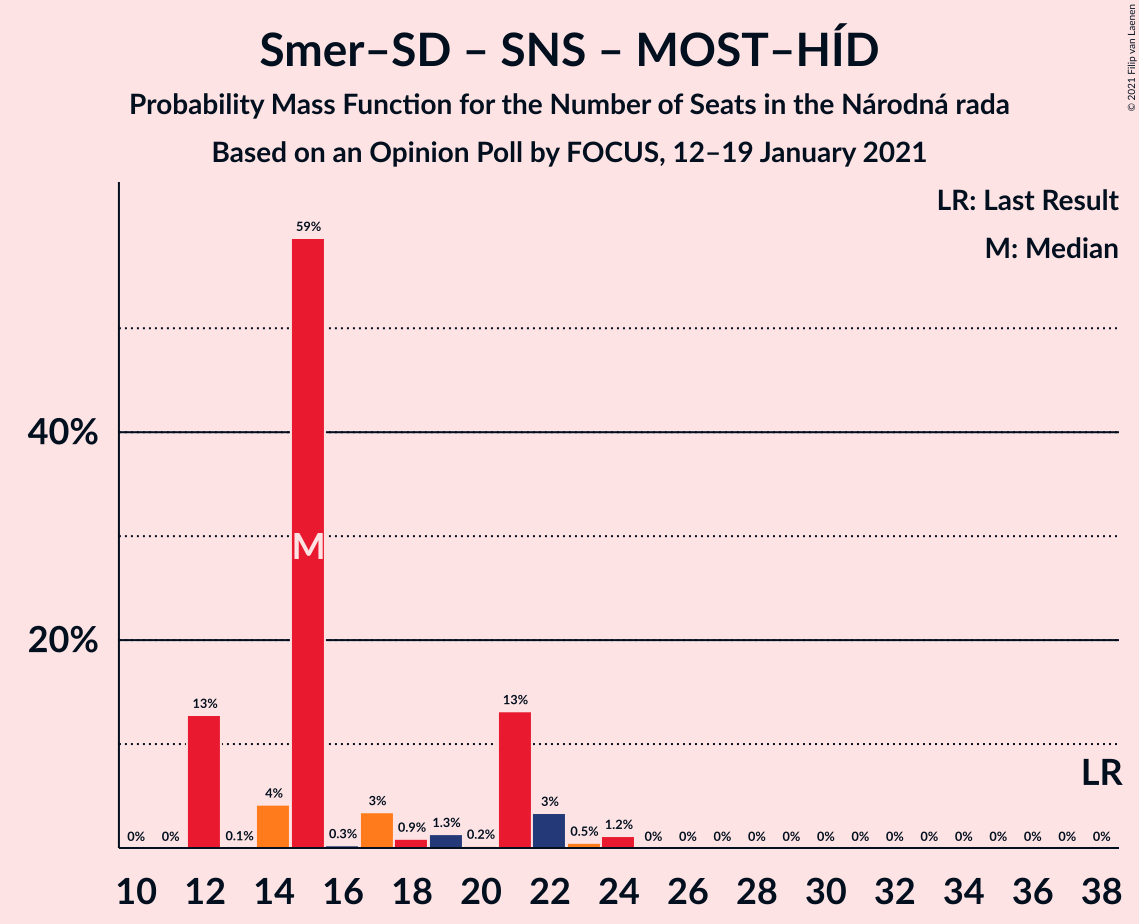 Smer–SD – SNS – MOST–HÍD
Probability Mass Function for the Number of Seats in the Národná rada
Based on an Opinion Poll by FOCUS, 12–19 January 2021
© 2021 Filip van Laenen
LR: Last Result
M: Median
59%
40%
M
20%
13% 13%
LR
4% 3% 3%
0% 0% 0.1% 0.3% 0.9% 1.3% 0.2% 0.5% 1.2% 0% 0% 0% 0% 0% 0% 0% 0% 0% 0% 0% 0% 0% 0%
10 12 14 16 18 20 22 24 26 28 30 32 34 36 38